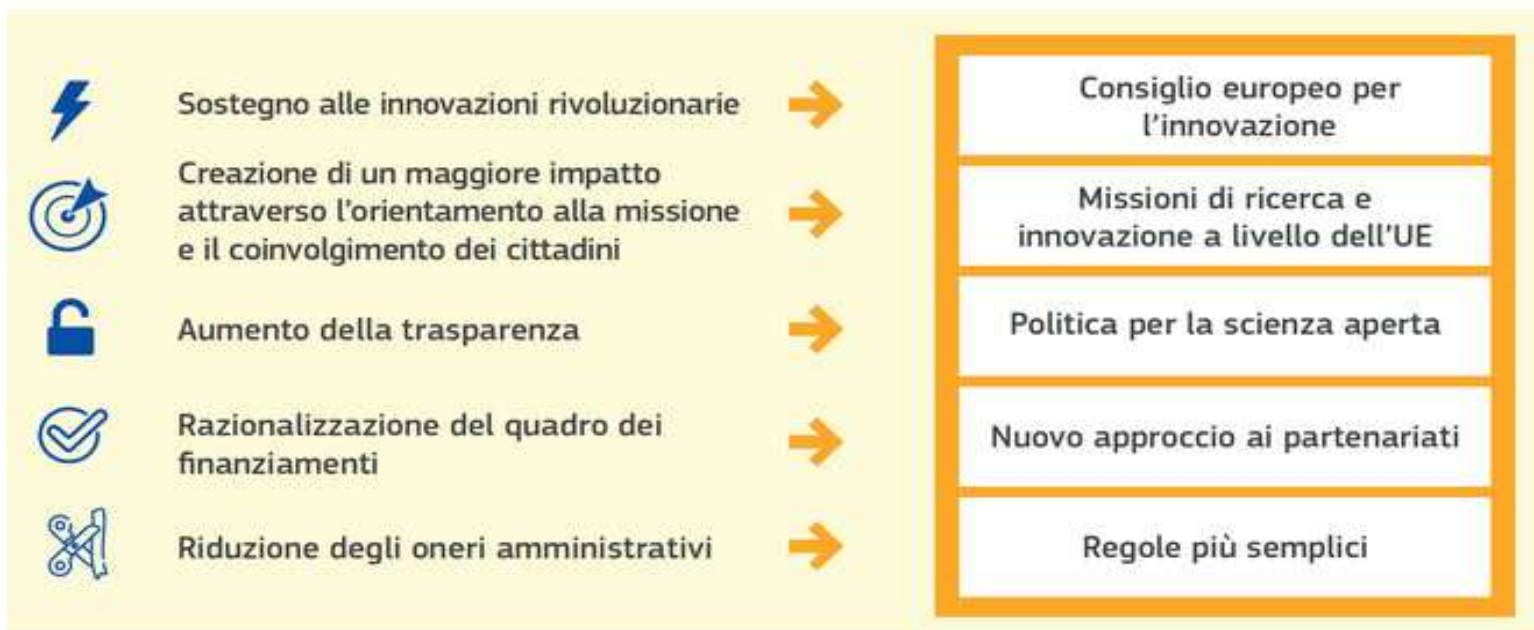 Sostegno alle innovazioni rivoluzionarie
Consiglio europeo per
l'innovazione
Creazione di un maggiore impatto
attraverso l'orientamento alla missione
e il coinvolgimento dei cittadini
Missioni di ricerca e
innovazione a livello dell'UE
Aumento della trasparenza
Politica per la scienza aperta
Razionalizzazione del quadro dei
finanziamenti
Nuovo approccio ai partenariati
Riduzione degli oneri amministrativi
Regole più semplici